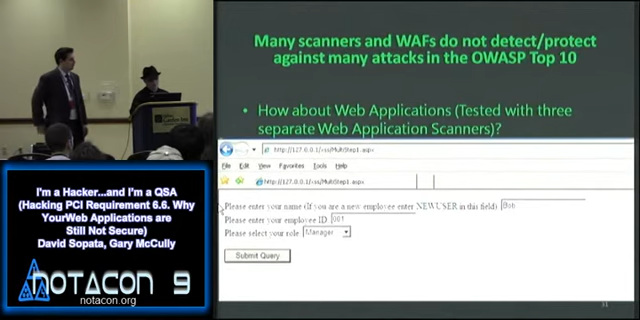 Many scanners and WAFs do not detect/protect
against many attacks in the OWASP Top 10
• How about Web Applications (Tested with three
separate Web Application Scanners)?
http://127.0.0.1/rss/MultiStep1.aspx
File Edit View Favorites Tools Help
http://127.0.0.1/rss/MultiStep1.aspx
Please enter your name (If you are a new employee enter NEWUSER in this field) Bob
Please enter your employee ID 001
Please select your role Manager
Submit Query
I'm a Hacker...and I'm a QSA
(Hacking PCI Requirement 6.6. Why
YourWeb Applications are
Still Not Secure)
David Sopata, Gary McCully
notacon 9
notacon.org